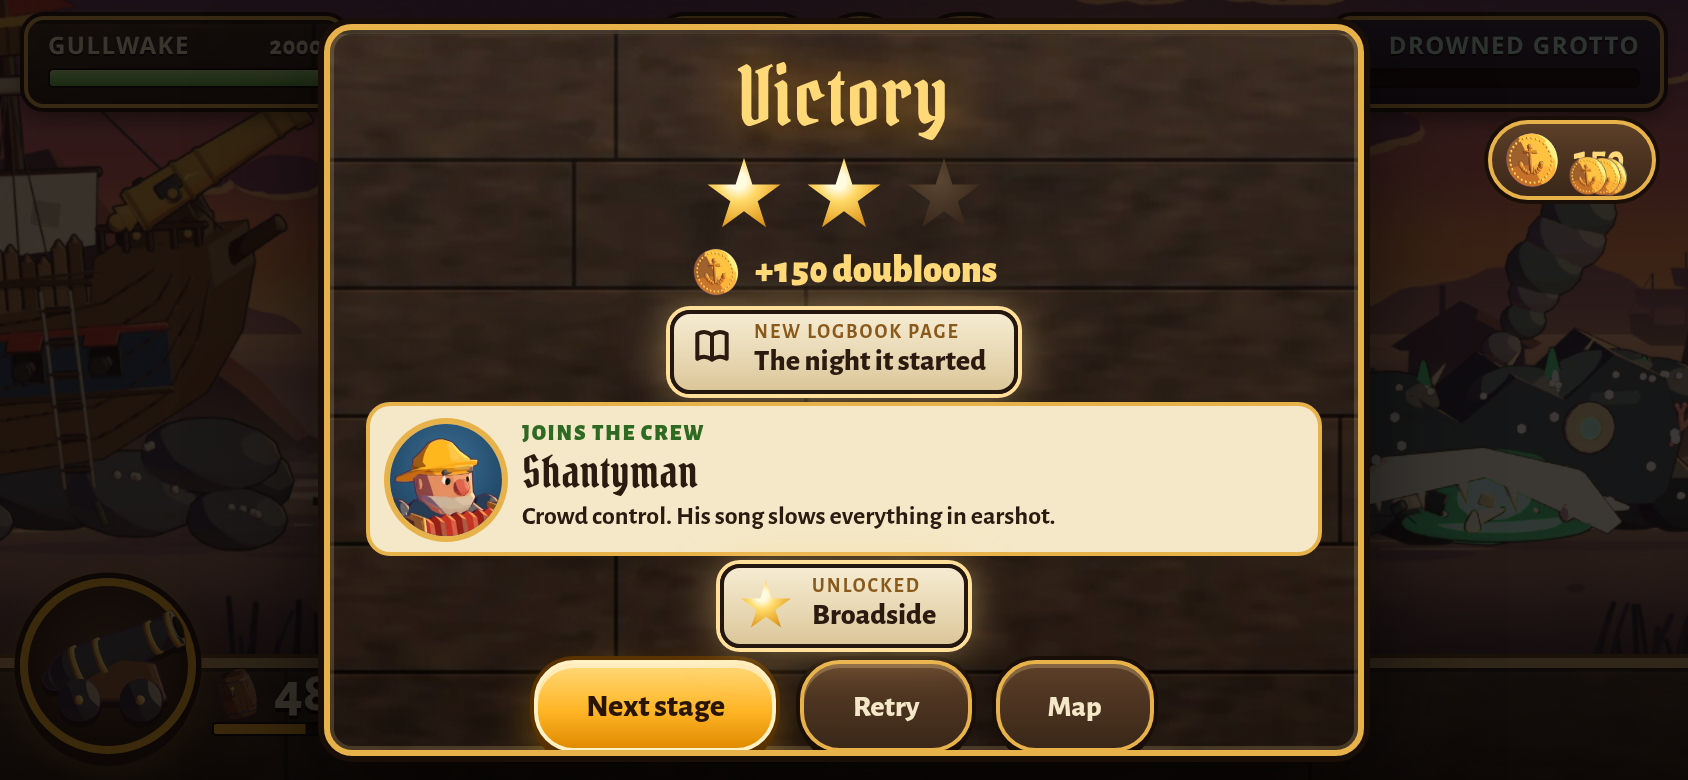 GULLWAKE
2000
DROWNED GROTTO
Victory
+150 doubloons
NEW LOGBOOK PAGE
The night it started
JOINS THE CREW
Shantyman
Crowd control. His song slows everything in earshot.
UNLOCKED
Broadside
48
Next stage
Retry
Map